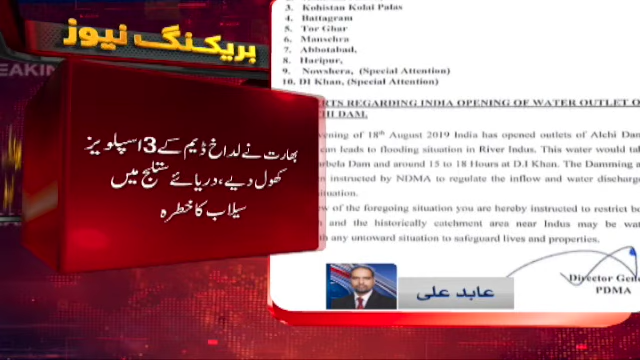 بریکنگ نیوز
بھارت نے لداخ ڈیم کے 3 اسپلویز
کھول دیے، دریائے ستلج میں
سیلاب کا خطرہ
3. Kohistan Kolai Palas
4. Battagram
5. Tor Ghar
6. Mansehra
7. Abbotabad,
8. Haripur,
9. Nowshera, (Special Attention)
10. DI Khan, (Special Attention)
RTS REGARDING INDIA OPENING OF WATER OUTLET O
CHI DAM.
vening of 18th August 2019 India has opened outlets of Alchi Dam
can leads to flooding situation in River Indus. This water would tak
rbela Dam and around 15 to 18 Hours at D.I Khan. The Damming a
en instructed by NDMA to regulate the inflow and water discharge
situation.
ew of the foregoing situation you are hereby instructed to restrict bo
and the historically catchment area near Indus may be wat
th any untoward situation to safeguard lives and properties.
Director Gene
PDMA
عابد علی